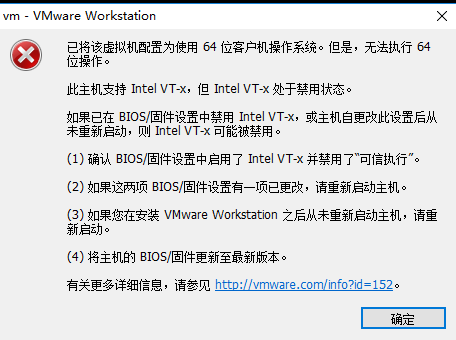 vm - VMware Workstation
已将该虚拟机配置为使用 64 位客户机操作系统。但是，无法执行 64
位操作。
此主机支持 Intel VT-x，但 Intel VT-x 处于禁用状态。
如果已在 BIOS/固件设置中禁用 Intel VT-x，或主机自更改此设置后从
未重新启动，则 Intel VT-x 可能被禁用。
(1) 确认 BIOS/固件设置中启用了 Intel VT-x 并禁用了“可信执行”。
(2) 如果这两项 BIOS/固件设置有一项已更改，请重新启动主机。
(3) 如果您在安装 VMware Workstation 之后从未重新启动主机，请重
新启动。
(4) 将主机的 BIOS/固件更新至最新版本。
有关更多详细信息，请参见 http://vmware.com/info?id=152。
确定